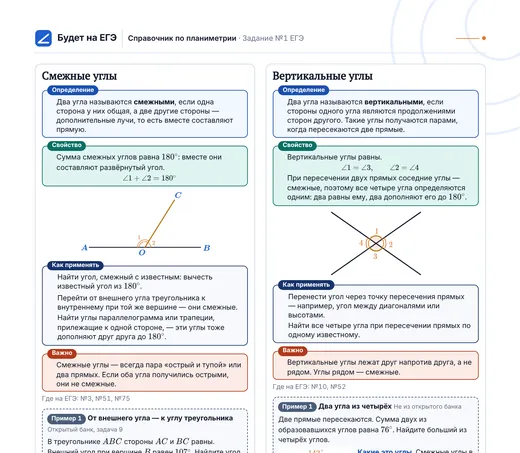 Будет на ЕГЭ
Справочник по планиметрии · Задание №1 ЕГЭ
Смежные углы
Определение
Два угла называются смежными, если одна
сторона у них общая, а две другие стороны —
дополнительные лучи, то есть вместе составляют
прямую.
Свойство
Сумма смежных углов равна 180°: вместе они
составляют развёрнутый угол.
∠1 + ∠2 = 180°
C
1
2
A
O
B
Как применять
Найти угол, смежный с известным: вычесть
известный угол из 180°.
Перейти от внешнего угла треугольника к
внутреннему при той же вершине — они смежные.
Найти углы параллелограмма или трапеции,
прилежащие к одной стороне, — эти углы тоже
дополняют друг друга до 180°.
Важно
Смежные углы — всегда пара «острый и тупой» или
два прямых. Если оба угла получились острыми,
они не смежные.
Где на ЕГЭ: №3, №51, №75
Пример 1 От внешнего угла — к углу треугольника
Открытый банк, задача 9
В треугольнике ABC стороны AC и BC равны.
Внешний угол при вершине B равен 107°. Найдите угол
Вертикальные углы
Определение
Два угла называются вертикальными, если
стороны одного угла являются продолжениями
сторон другого. Такие углы получаются парами,
когда пересекаются две прямые.
Свойство
Вертикальные углы равны.
∠1 = ∠3, ∠2 = ∠4
При пересечении двух прямых соседние углы —
смежные, поэтому все четыре угла определяются
одним: два равны ему, два дополняют его до 180°.
1
4
2
3
Как применять
Перенести угол через точку пересечения прямых
— например, угол между диагоналями или
высотами.
Найти все четыре угла при пересечении прямых по
одному известному.
Важно
Вертикальные углы лежат друг напротив друга, а не
рядом. Углы рядом — смежные.
Где на ЕГЭ: №10, №52
Пример 1 Два угла из четырёх Не из открытого банка
Две прямые пересекаются. Сумма двух из
образовавшихся углов равна 76°. Найдите больший из
четырёх углов.
Какие это углы. Смежные углы в